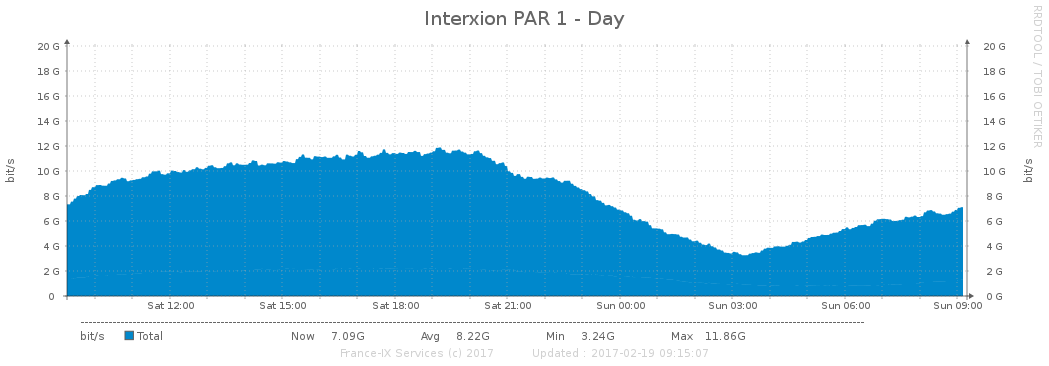 Interxion PAR 1 - Day
RRDTOOL / TOBI OETIKER
bit/s
20 G 20 G
18 G 18 G
16 G 16 G
14 G 14 G
12 G 12 G
10 G 10 G
8 G 8 G
6 G 6 G
4 G 4 G
2 G 2 G
0 0 G
bit/s
Sat 12:00 Sat 15:00 Sat 18:00 Sat 21:00 Sun 00:00 Sun 03:00 Sun 06:00 Sun 09:00
bit/s Total Now 7.09G Avg 8.22G Min 3.24G Max 11.86G
France-IX Services (c) 2017 Updated : 2017-02-19 09:15:07